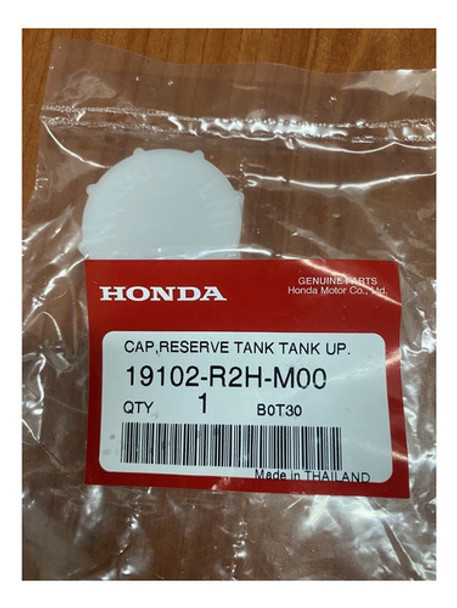 GENUINE PARTS
HONDA
Honda Motor Co., Ltd.
CAP,RESERVE TANK TANK UP.
19102-R2H-M00
QTY 1 B0T30
Made in THAILAND